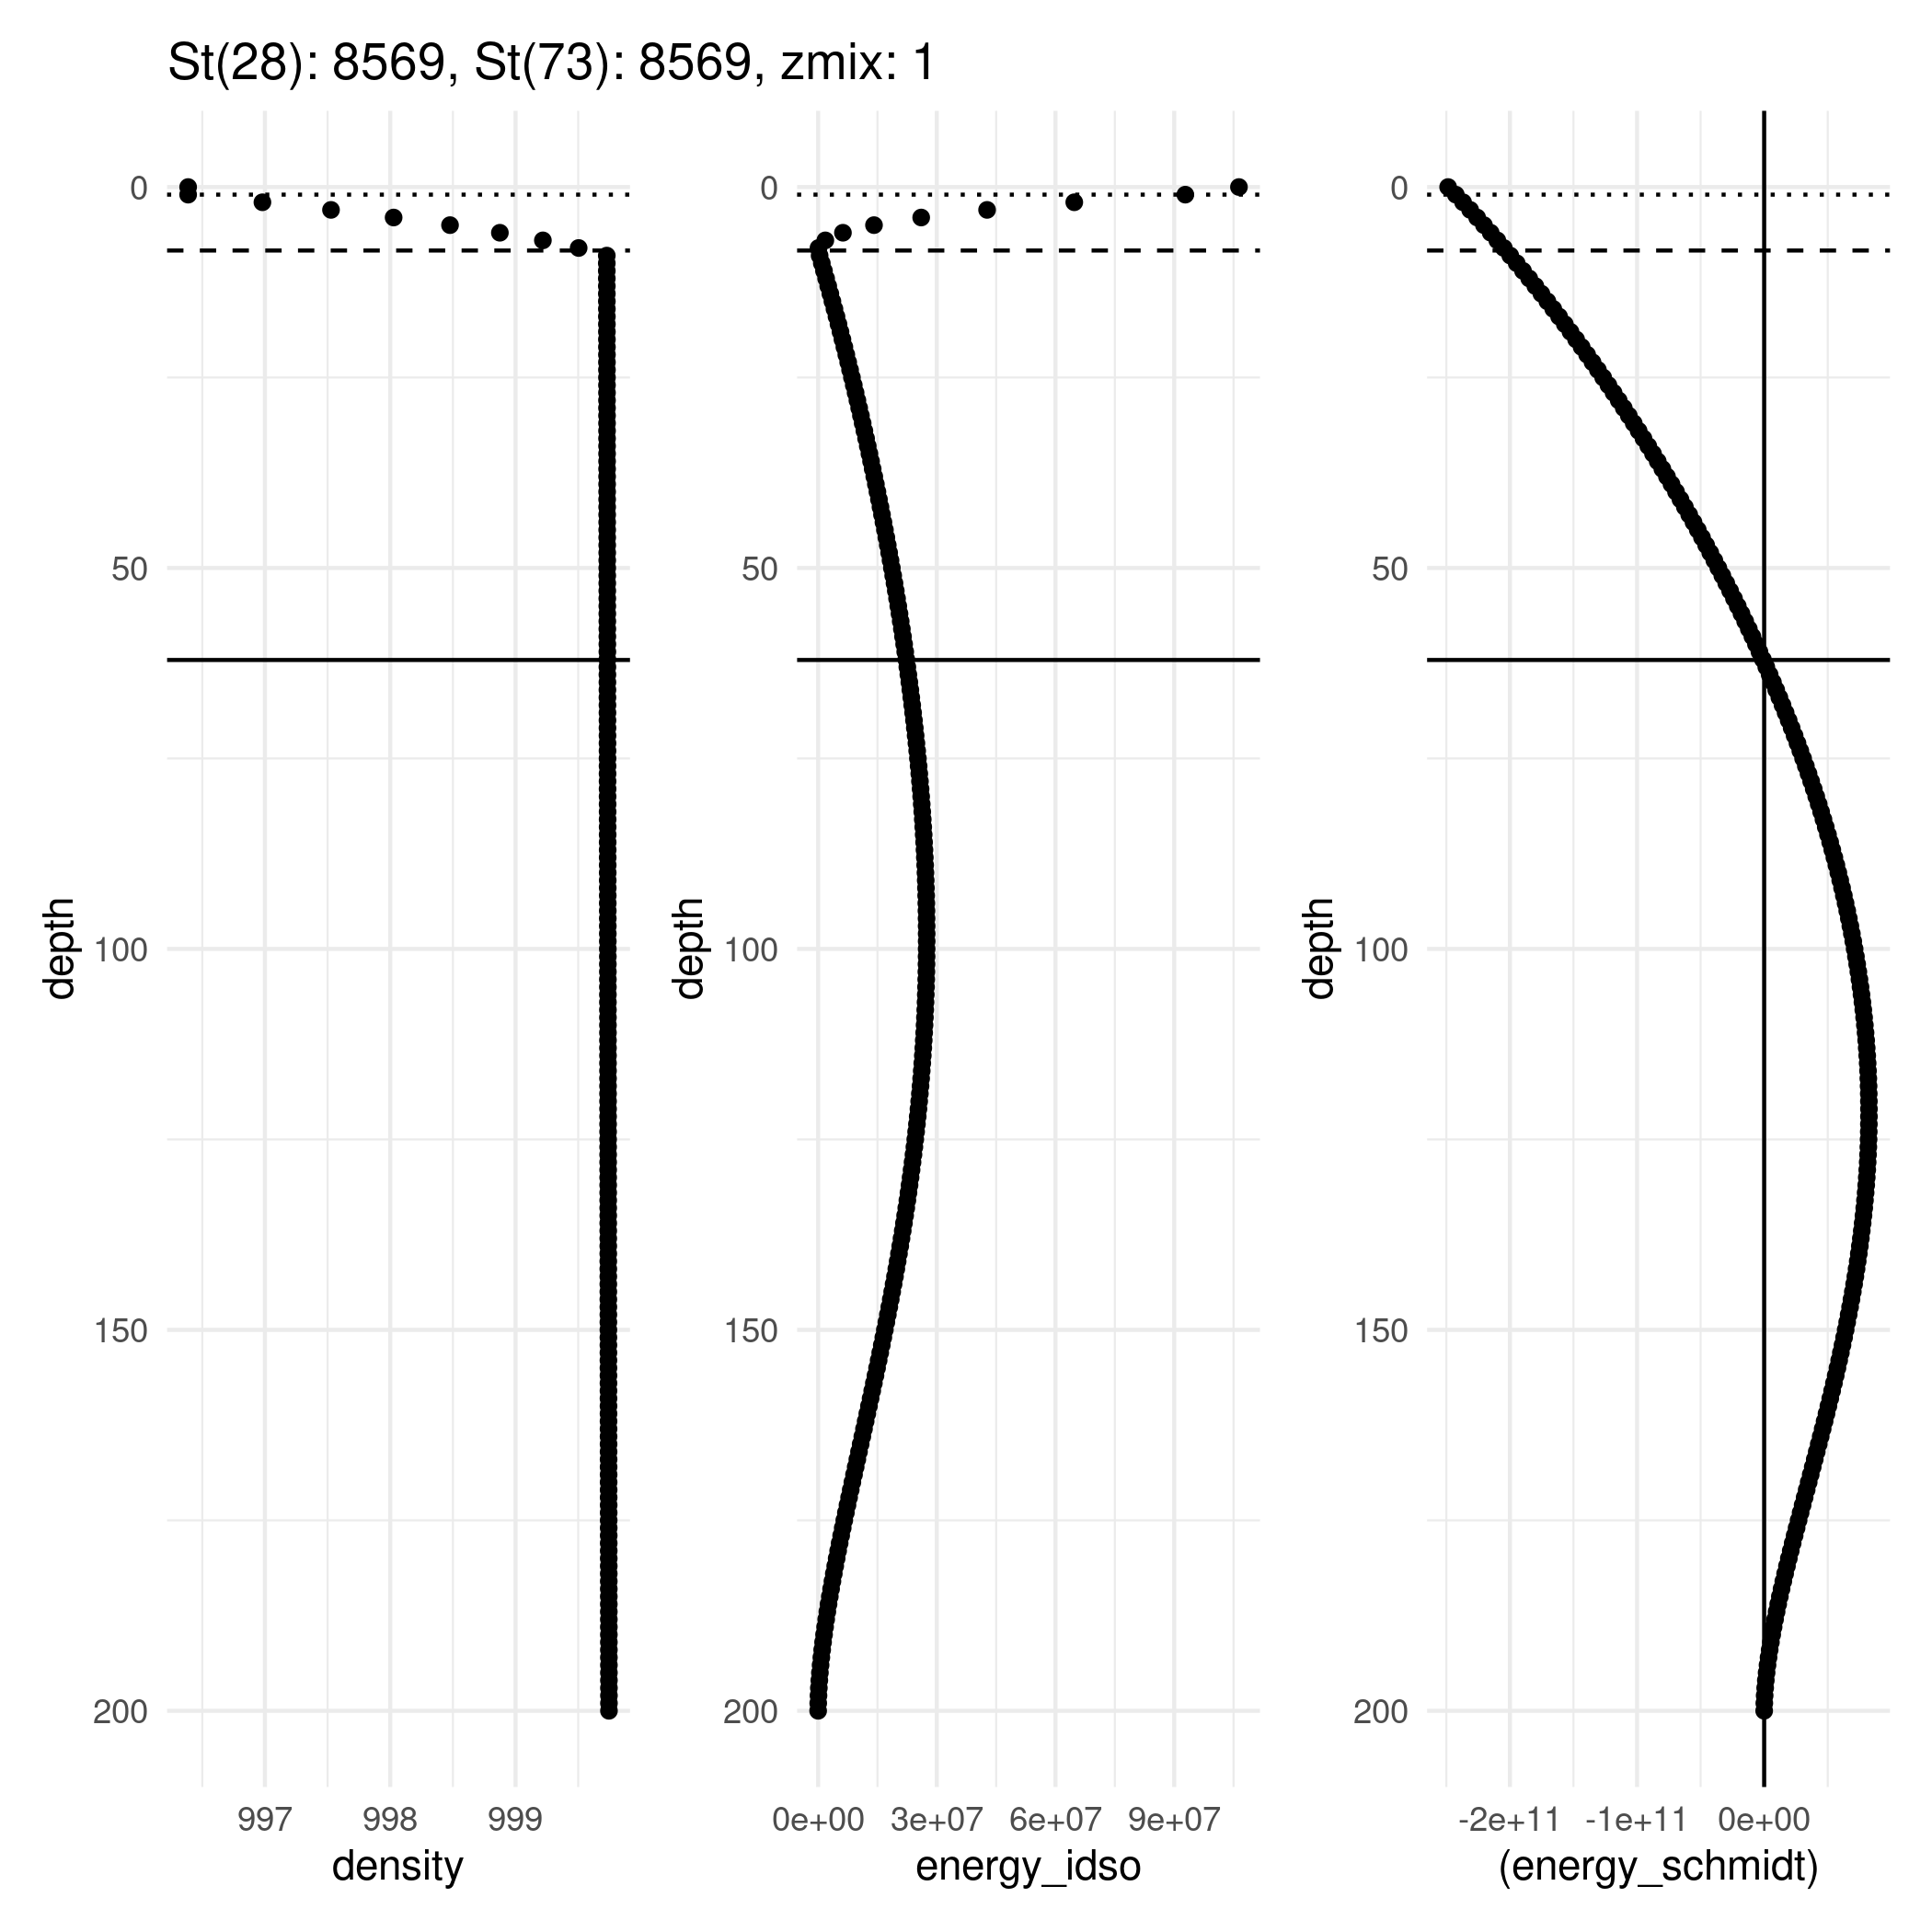 St(28): 8569, St(73): 8569, zmix: 1
0
50
100
150
200
depth
997
998
999
density
0
50
100
150
200
depth
0e+00
3e+07
6e+07
9e+07
energy_idso
0
50
100
150
200
depth
-2e+11
-1e+11
0e+00
(energy_schmidt)